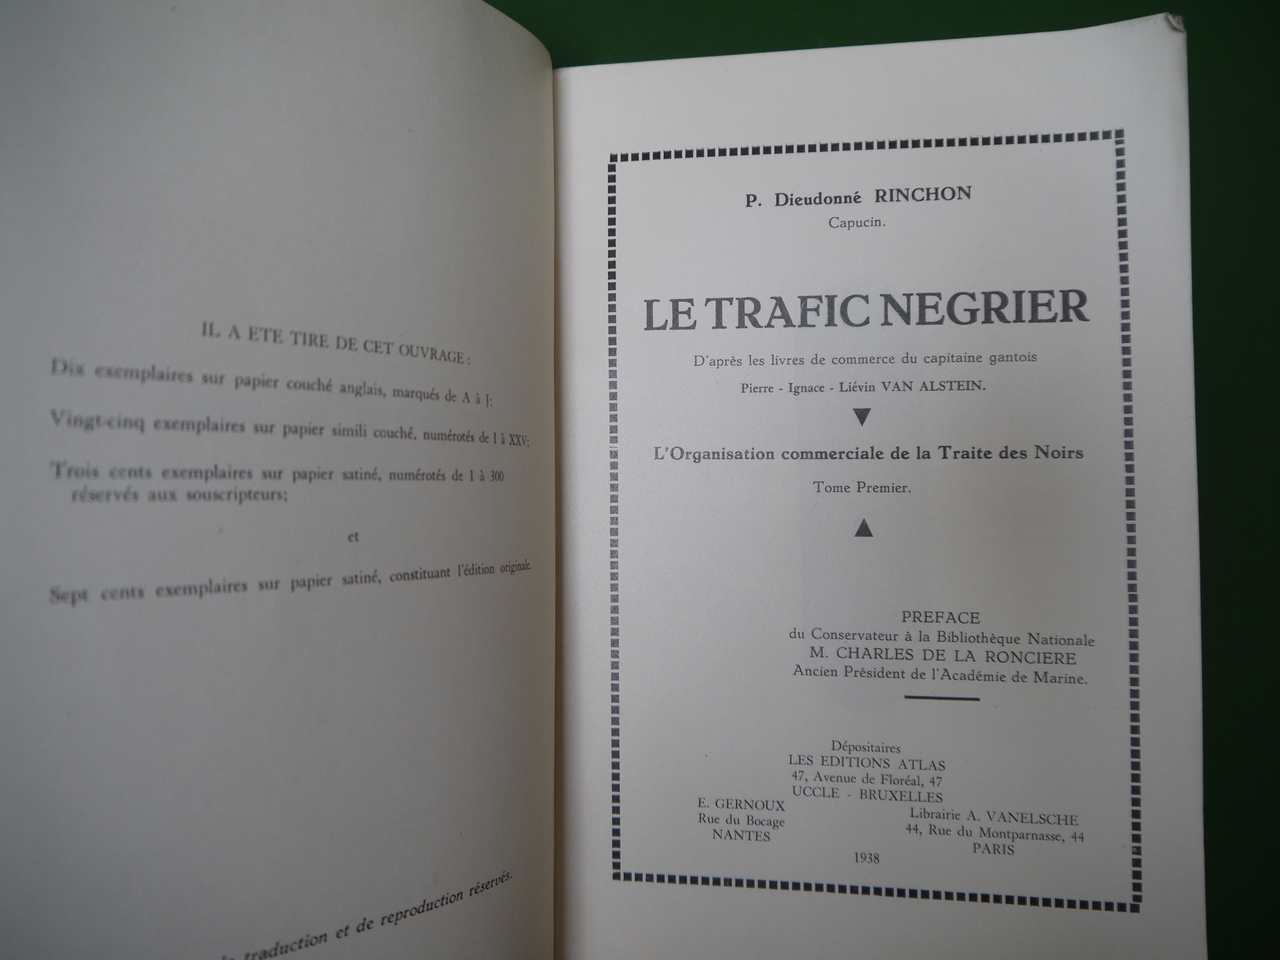 IL A ETE TIRE DE CET OUVRAGE:
Dix exemplaires sur papier couché anglais, marqués de A à J:
Vingt-cinq exemplaires sur papier simili couché, numérotés de I à XXV;
Trois cents exemplaires sur papier satiné, numérotés de 1 à 300
réservés aux souscripteurs;
et
Sept cents exemplaires sur papier satiné, constituant l'édition originale.
traduction et de reproduction réservés.
P. Dieudonné RINCHON
Capucin.
LE TRAFIC NEGRIER
D'après les livres de commerce du capitaine gantois
Pierre - Ignace - Liévin VAN ALSTEIN.
L'Organisation commerciale de la Traite des Noirs
Tome Premier.
PREFACE
du Conservateur à la Bibliothèque Nationale
M. CHARLES DE LA RONCIERE
Ancien Président de l'Académie de Marine.
Dépositaires
LES EDITIONS ATLAS
47, Avenue de Floréal, 47
UCCLE - BRUXELLES
E. GERNOUX
Rue du Bocage
NANTES
Librairie A. VANELSCHE
44, Rue du Montparnasse, 44
PARIS
1938